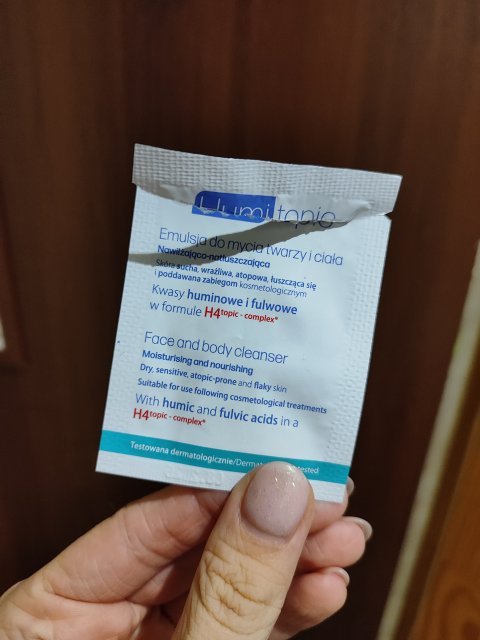 Humitopic
Emulsja do mycia twarzy i ciała
Nawilżająco-natłuszczająca
Skóra sucha, wrażliwa, atopowa, łuszcząca się
i poddawana zabiegom kosmetologicznym
Kwasy huminowe i fulwowe
w formule H4topic - complex*
Face and body cleanser
Moisturising and nourishing
Dry, sensitive, atopic-prone and flaky skin
Suitable for use following cosmetological treatments
With humic and fulvic acids in a
H4topic - complex*
Testowana dermatologicznie/Dermat tested